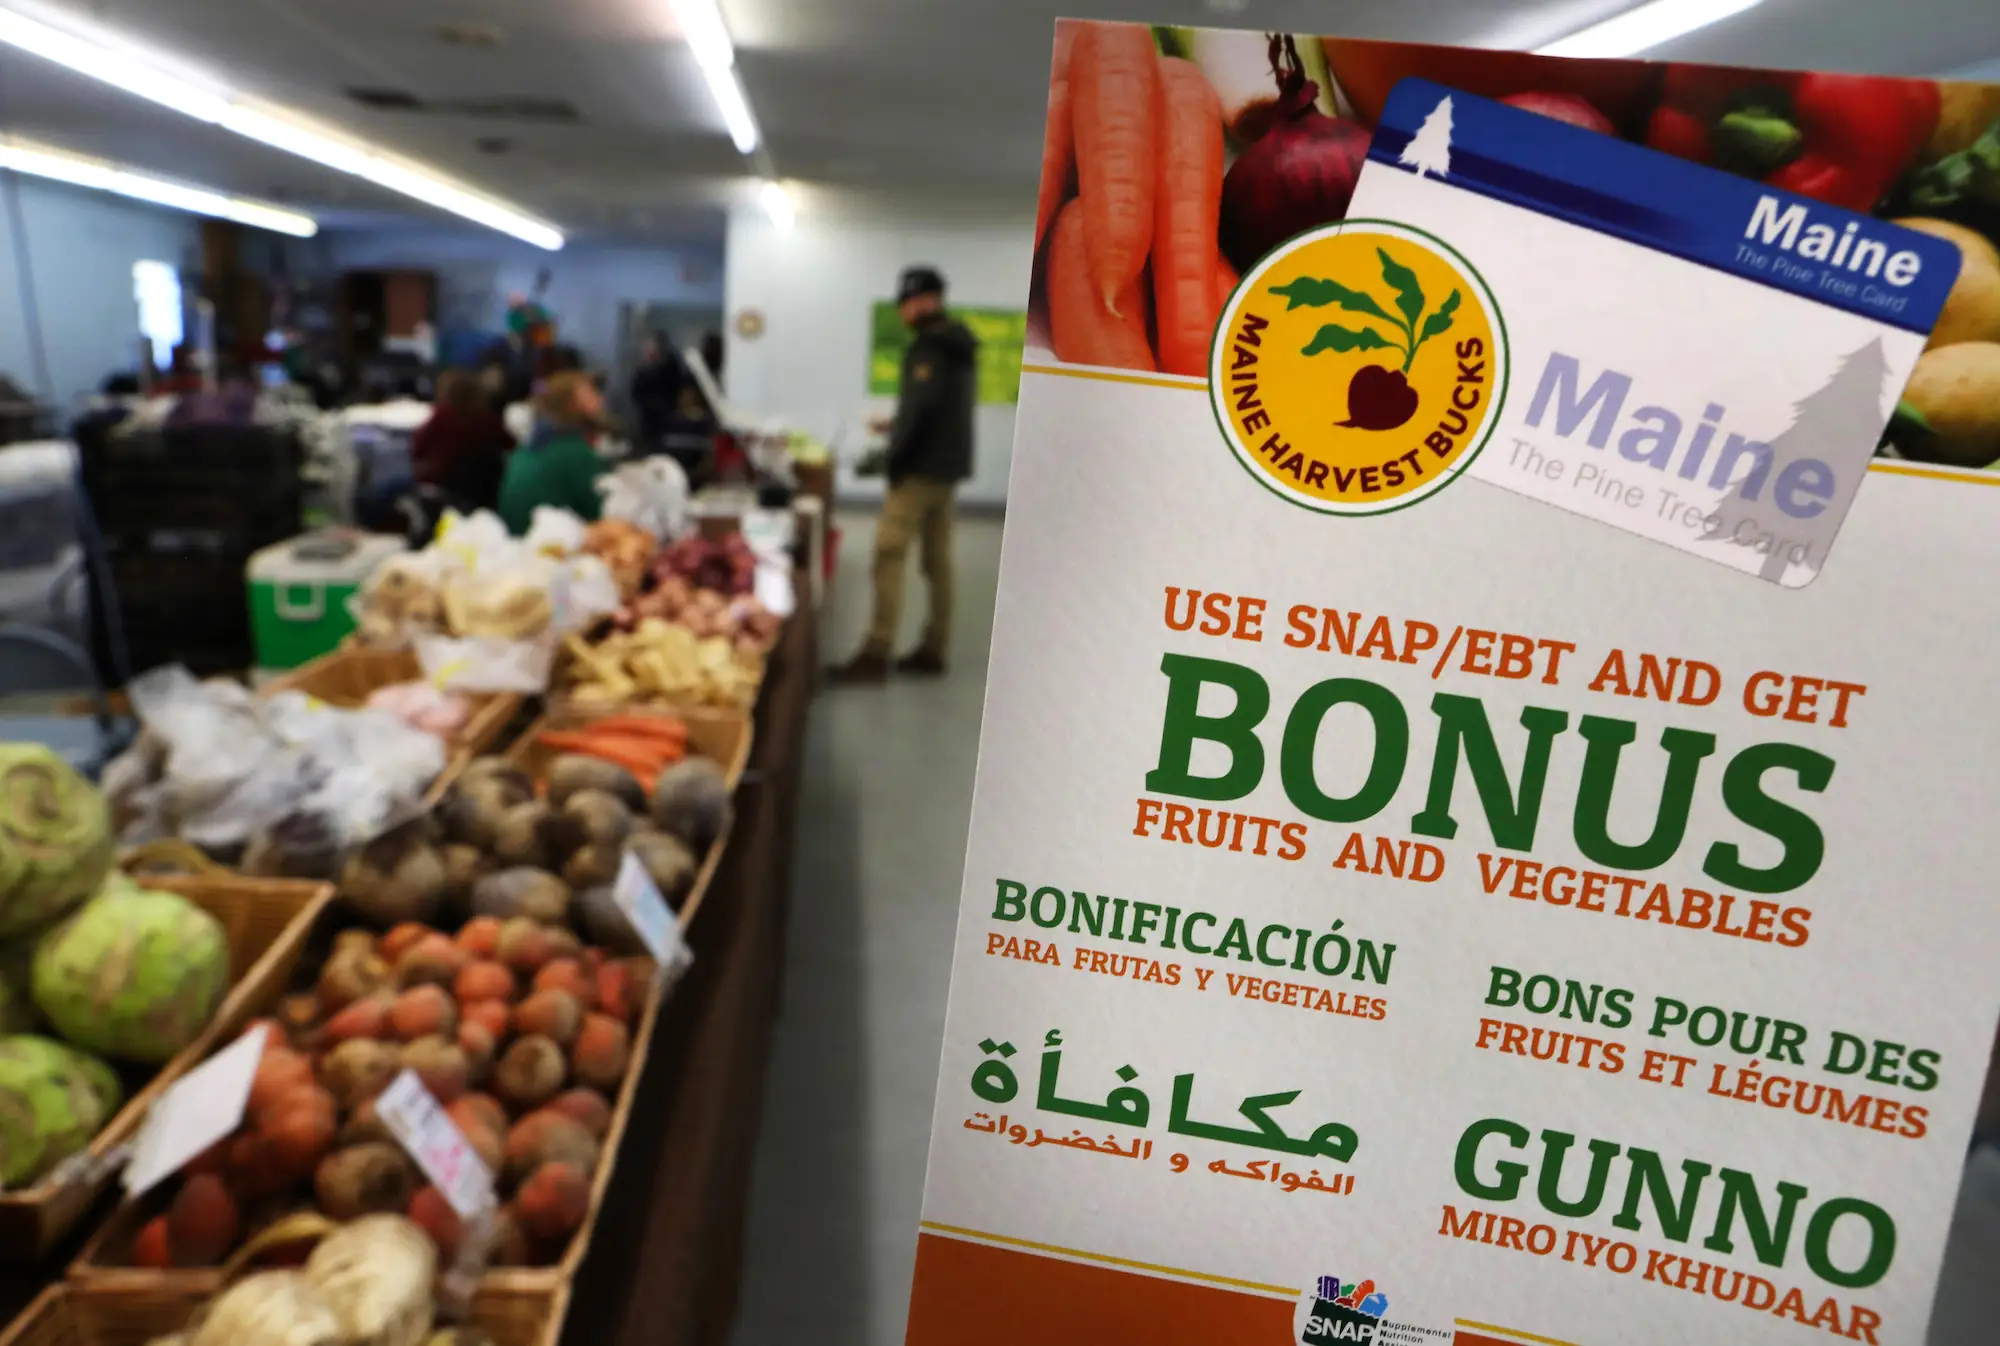 Maine
The Pine Tree Card
MAINE HARVEST BUCKS
Maine
The Pine Tree Card
USE SNAP/EBT AND GET
BONUS
FRUITS AND VEGETABLES
BONIFICACIÓN
PARA FRUTAS Y VEGETALES
BONS POUR DES
FRUITS ET LÉGUMES
مكافأة
الفواكه و الخضروات
GUNNO
MIRO IYO KHUDAAR
SNAP
Supplemental
Nutrition